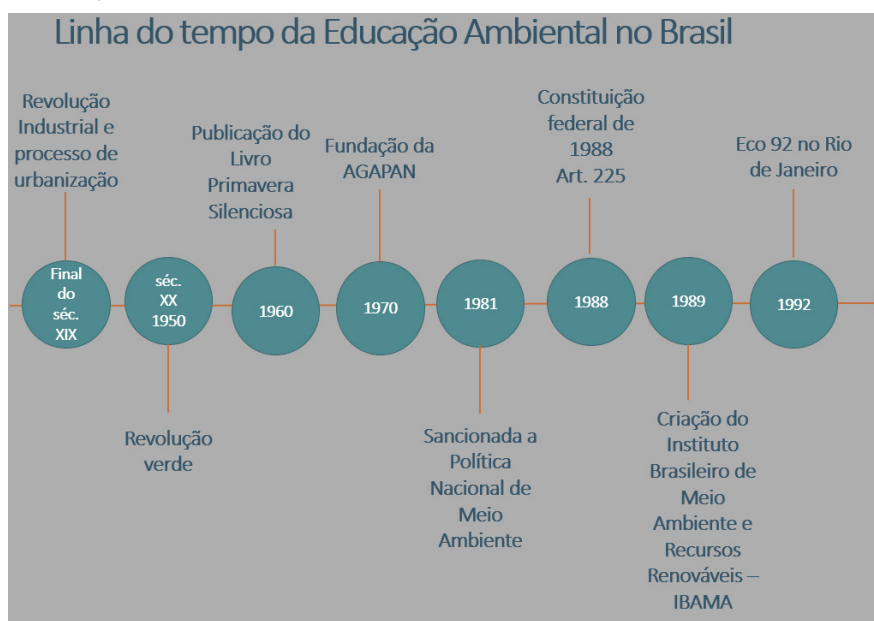 Linha do tempo da Educação Ambiental no Brasil
Revolução
Industrial e
processo de
urbanização
Publicação do
Livro
Primavera
Silenciosa
Fundação da
AGAPAN
Constituição
federal de
1988
Art. 225
Eco 92 no Rio
de Janeiro
Final
do
séc.
XIX
séc.
XX
1950
1960
1970
1981
1988
1989
1992
Revolução
verde
Sancionada a
Política
Nacional de
Meio
Ambiente
Criação do
Instituto
Brasileiro de
Meio
Ambiente e
Recursos
Renováveis –
IBAMA